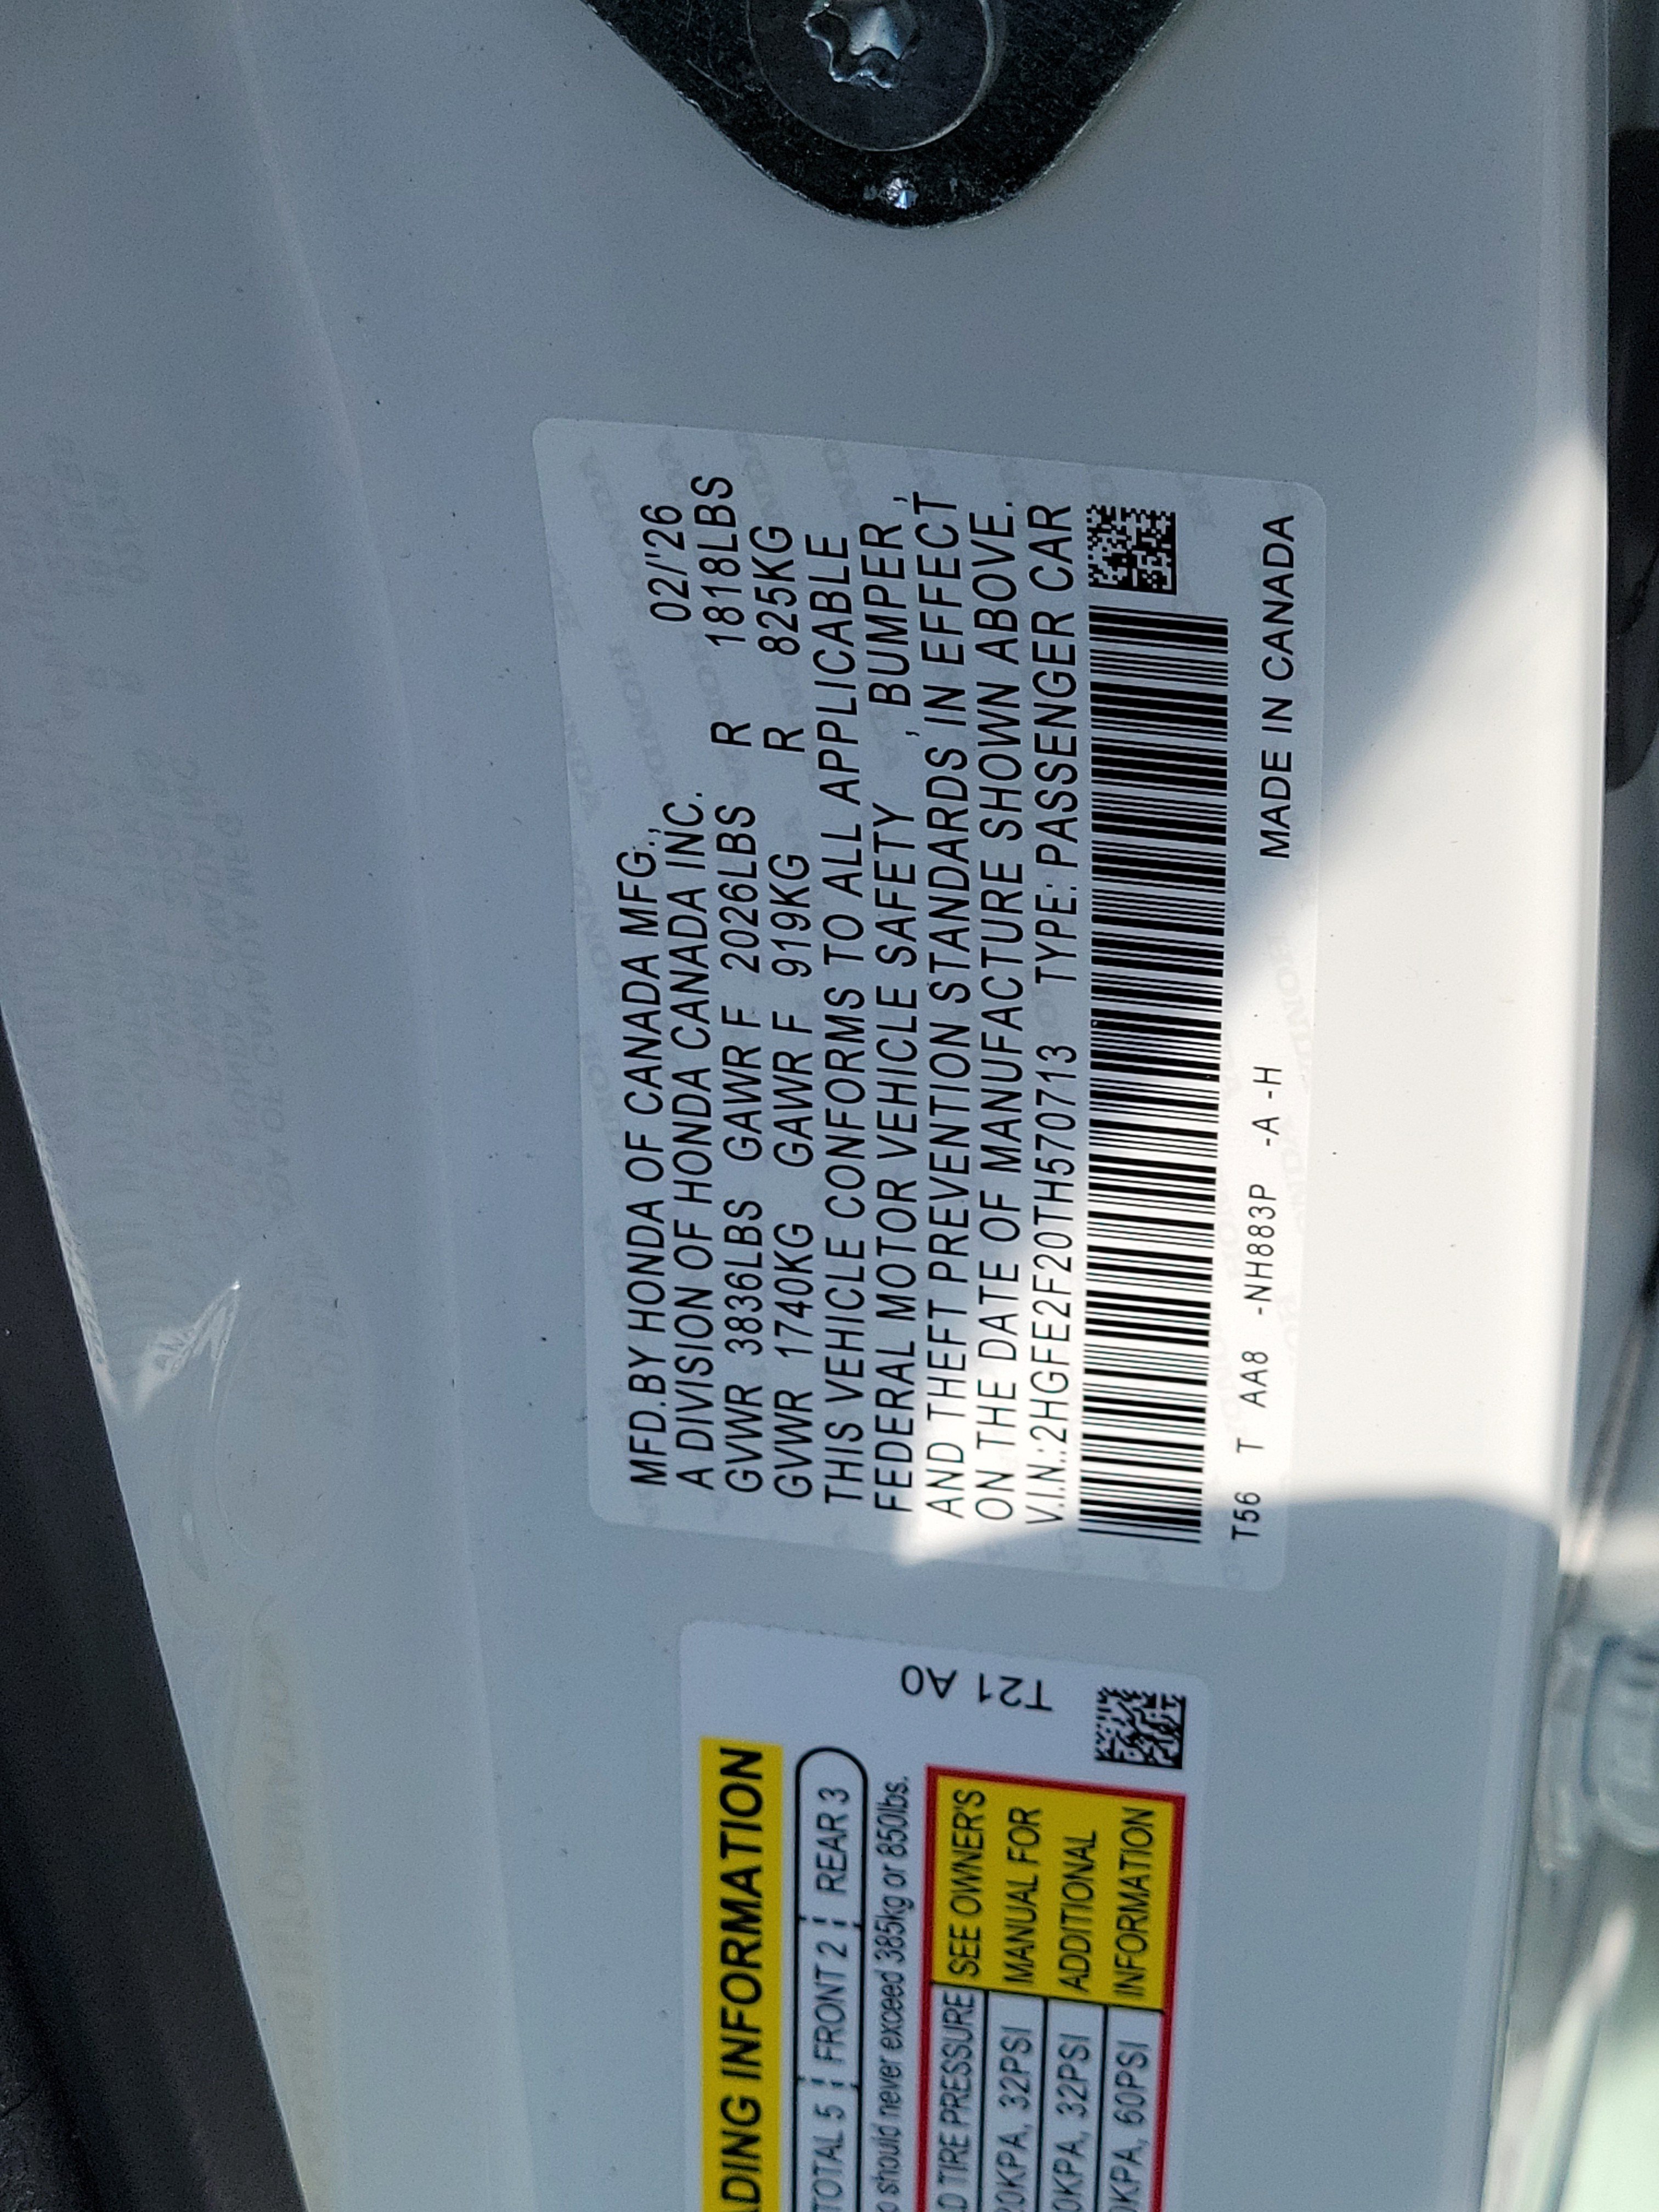 MFD.BY HONDA OF CANADA MFG.,
A DIVISION OF HONDA CANADA INC. 02/'26
GVWR 3836LBS GAWR F 2026LBS R 1818LBS
GVWR 1740KG GAWR F 919KG R 825KG
THIS VEHICLE CONFORMS TO ALL APPLICABLE
FEDERAL MOTOR VEHICLE SAFETY , BUMPER ,
AND THEFT PREVENTION STANDARDS IN EFFECT
ON THE DATE OF MANUFACTURE SHOWN ABOVE.
V.I.N.:2HGFE2F20TH570713 TYPE: PASSENGER CAR
T56 T AA8 -NH883P -A -H MADE IN CANADA
T21 A0
INFORMATION
TOTAL 5 FRONT 2 REAR 3
should never exceed 385kg or 850lbs.
TIRE PRESSURE SEE OWNER'S
32PSI MANUAL FOR
32PSI ADDITIONAL
60PSI INFORMATION